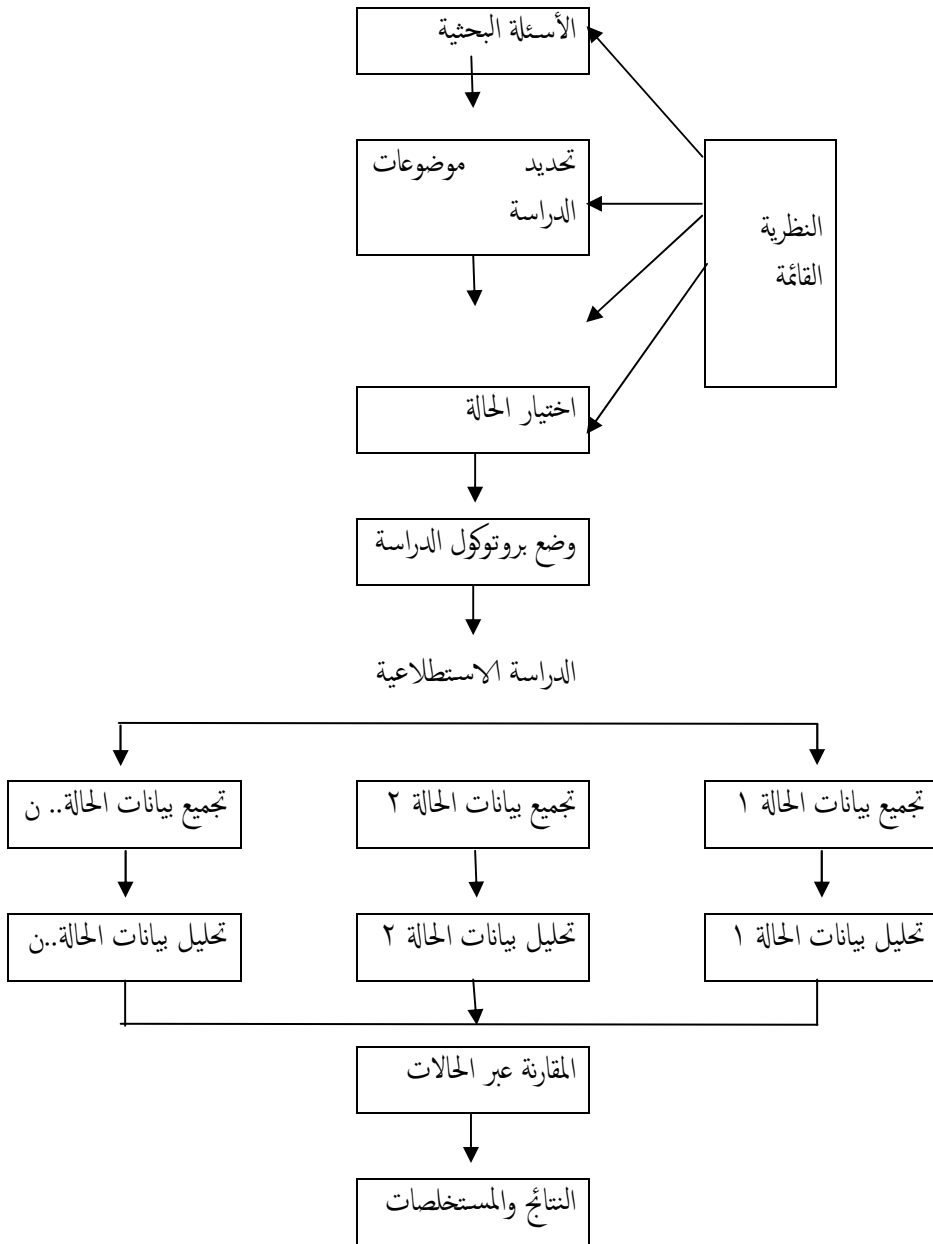 الأسئلة البحثية
تحديد موضوعات
الدراسة
النظرية
القائمة
اختيار الحالة
وضع بروتوكول الدراسة
الدراسة الاستطلاعية
تجميع بيانات الحالة ١
تجميع بيانات الحالة ٢
تجميع بيانات الحالة.. ن
تحليل بيانات الحالة ١
تحليل بيانات الحالة ٢
تحليل بيانات الحالة..ن
المقارنة عبر الحالات
النتائج والمستخلصات